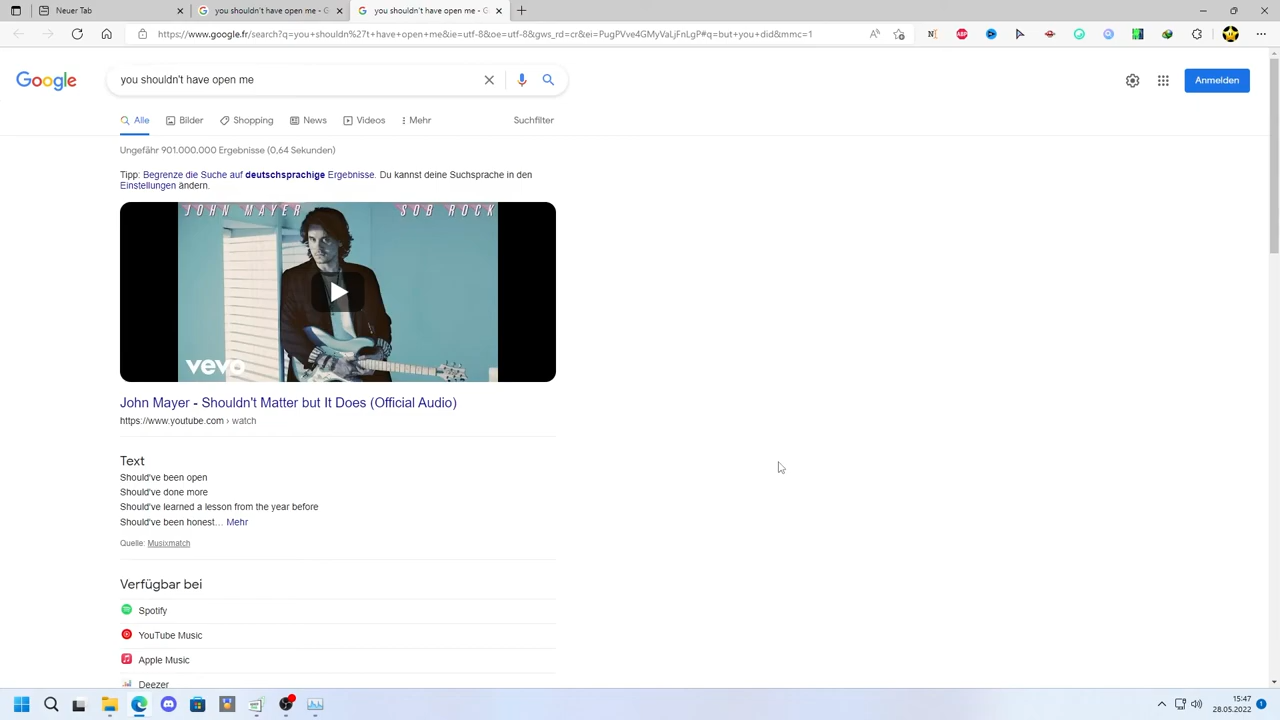 Neuer Tab
you shouldn't have open me - G
you shouldn't have open me - G
https://www.google.fr/search?q=you+shouldn%27t+have+open+me&ie=utf-8&oe=utf-8&gws_rd=cr&ei=PugPVve4GMyVaLjFnLgP#q=but+you+did&mmc=1
Google
you shouldn't have open me
Anmelden
Alle
Bilder
Shopping
News
Videos
Mehr
Suchfilter
Ungefähr 901.000.000 Ergebnisse (0,64 Sekunden)
Tipp: Begrenze die Suche auf deutschsprachige Ergebnisse. Du kannst deine Suchsprache in den
Einstellungen ändern.
JOHN MAYER SOB ROCK
vevo
John Mayer - Shouldn't Matter but It Does (Official Audio)
https://www.youtube.com › watch
Text
Should've been open
Should've done more
Should've learned a lesson from the year before
Should've been honest… Mehr
Quelle: Musixmatch
Verfügbar bei
Spotify
YouTube Music
Apple Music
Deezer
15:47
28.05.2022
1